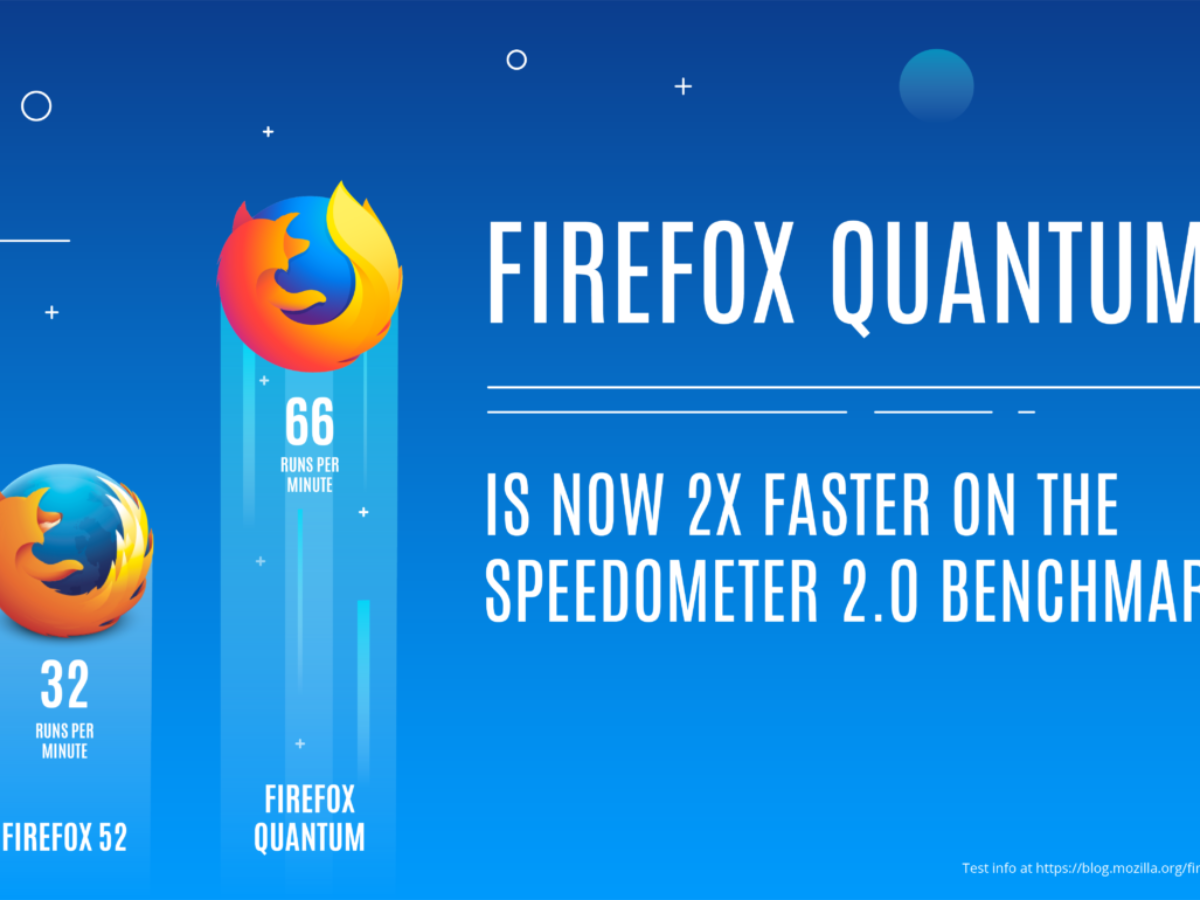 FIREFOX QUANTUM
IS NOW 2X FASTER ON THE
SPEEDOMETER 2.0 BENCHMAR
66
RUNS PER
MINUTE
FIREFOX
QUANTUM
32
RUNS PER
MINUTE
FIREFOX 52
Test info at https://blog.mozilla.org/fir